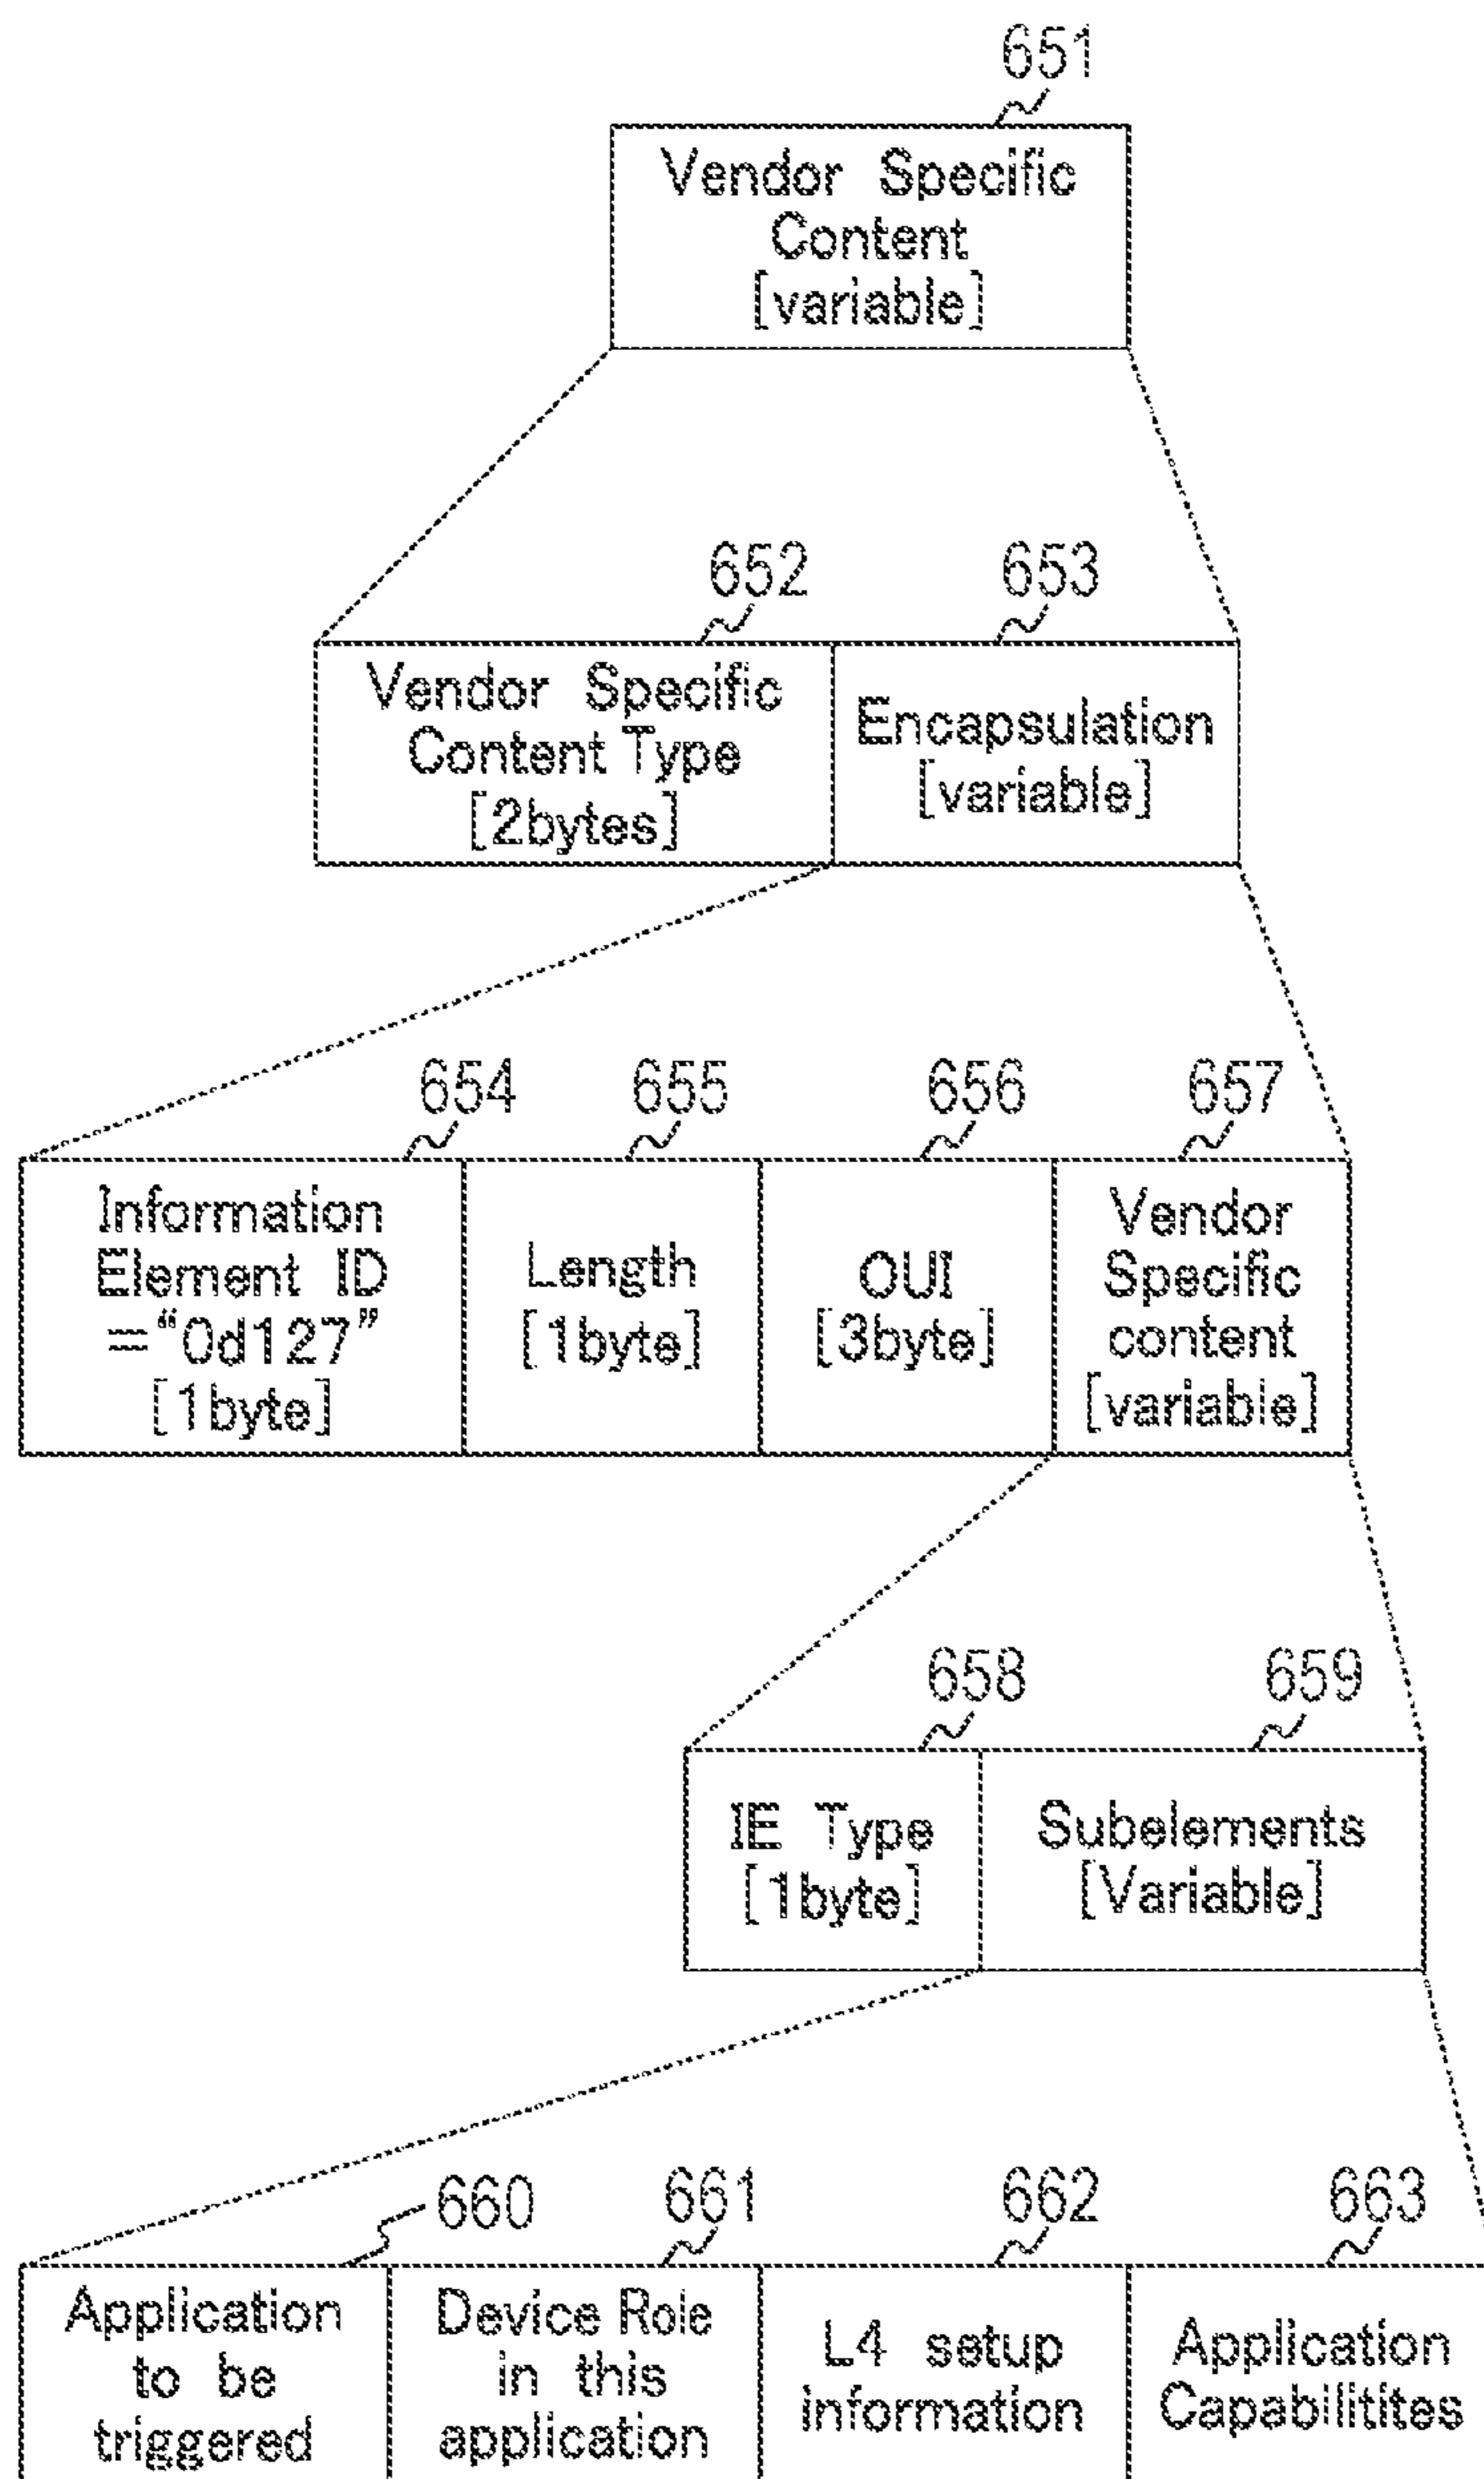 651
Vendor Specific
Content
[variable]
652
653
Vendor Specific
Content Type
[2bytes]
Encapsulation
[variable]
654
655
656
657
Information
Element ID
=“0d127”
[1byte]
Length
[1byte]
OUI
[3byte]
Vendor
Specific
content
[variable]
658
659
IE Type
[1byte]
Subelements
[Variable]
660
661
662
663
Application
to be
triggered
Device Role
in this
application
L4 setup
information
Application
Capabilitites